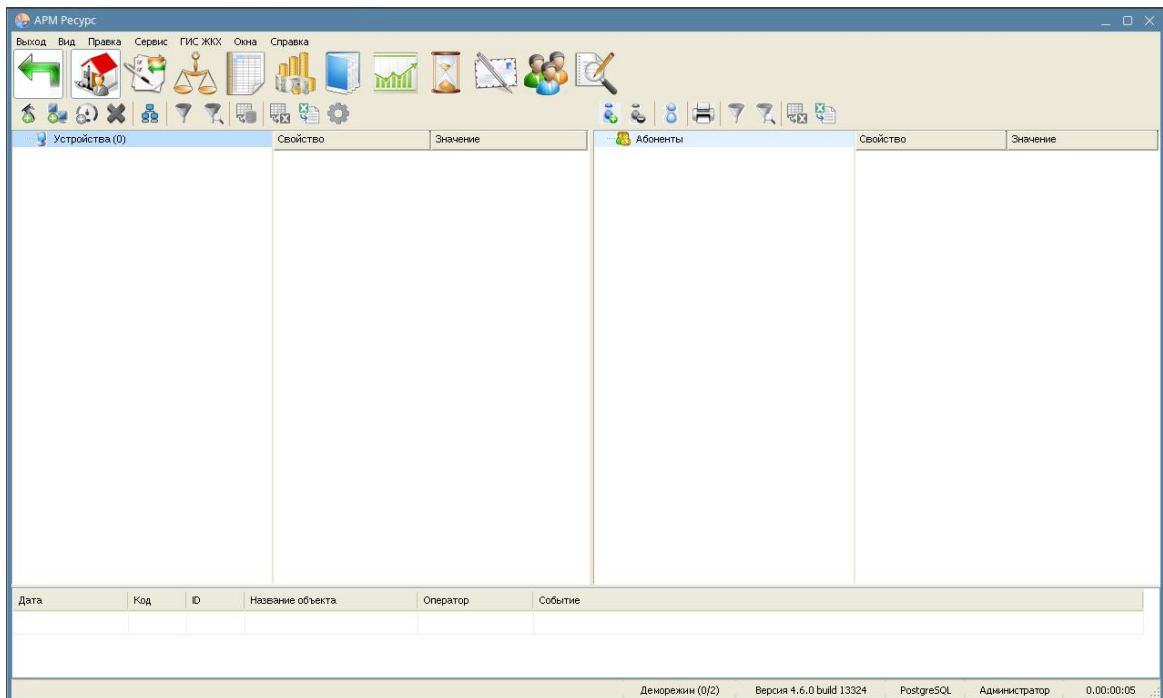 АРМ Ресурс
Выход Вид Правка Сервис ГИС ЖКХ Окна Справка
Устройства (0) Свойство Значение Абоненты Свойство Значение
Дата Код ID Название объекта Оператор Событие
Деморежим (0/2) Версия 4.6.0 build 13324 PostgreSQL Администратор 0.00:00:05